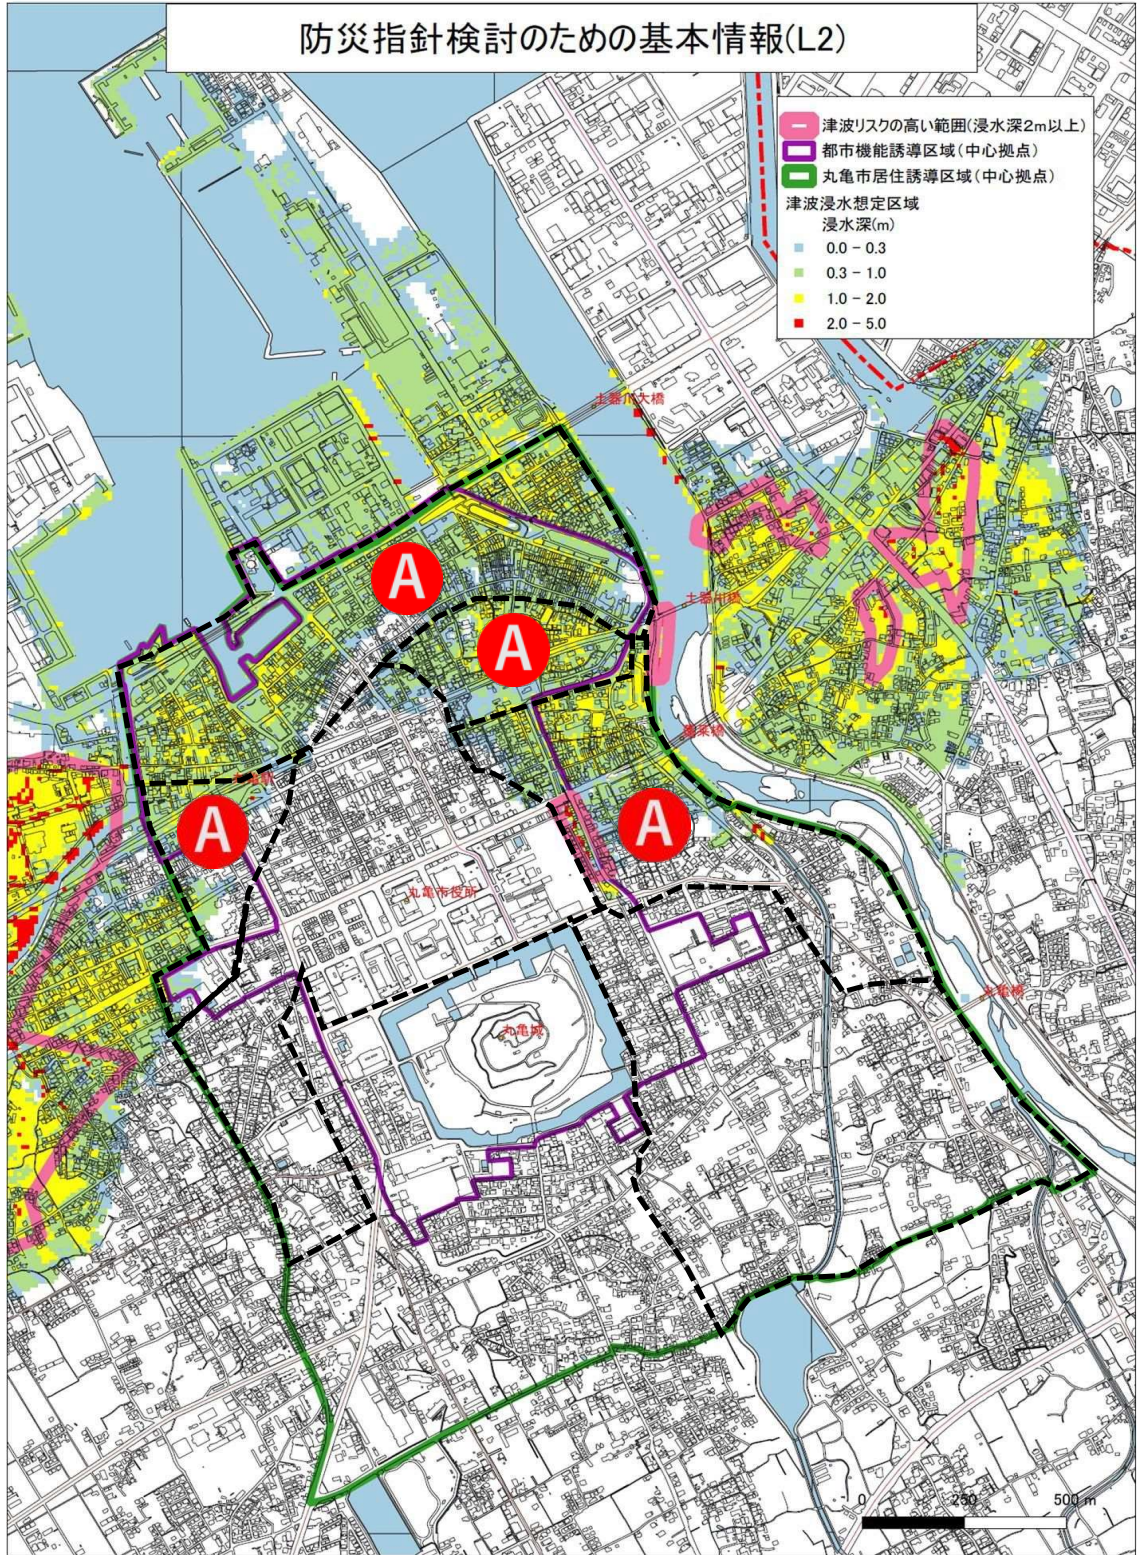 防災指針検討のための基本情報(L2)
津波リスクの高い範囲(浸水深2m以上)
都市機能誘導区域(中心拠点)
丸亀市居住誘導区域(中心拠点)
津波浸水想定区域
浸水深(m)
0.0 - 0.3
0.3 - 1.0
1.0 - 2.0
2.0 - 5.0
土器川大橋
A
土器川橋
A
A
A
丸亀市役所
丸亀橋
丸亀城
0 250 500 m